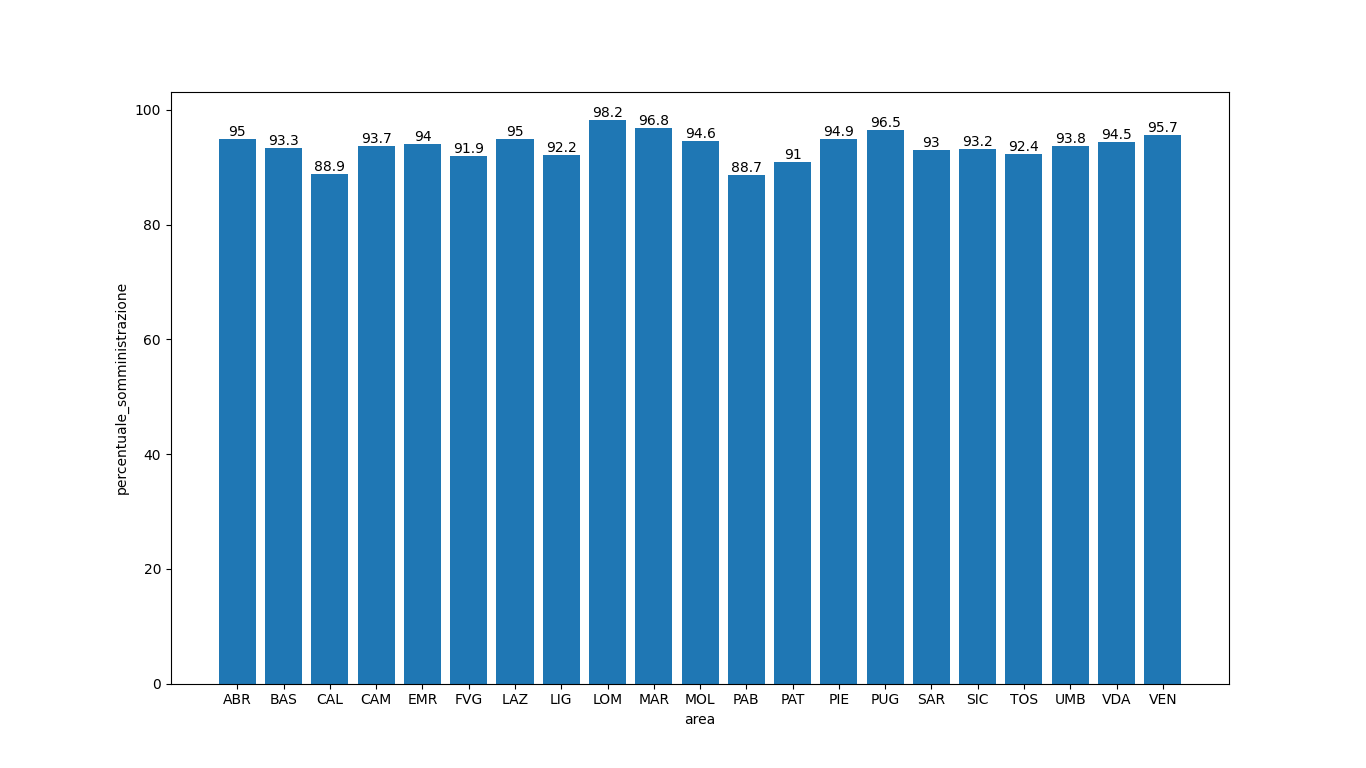 100
80
60
40
20
0
percentuale_somministrazione
95 93.3 88.9 93.7 94 91.9 95 92.2 98.2 96.8 94.6 88.7 91 94.9 96.5 93 93.2 92.4 93.8 94.5 95.7
ABR BAS CAL CAM EMR FVG LAZ LIG LOM MAR MOL PAB PAT PIE PUG SAR SIC TOS UMB VDA VEN
area